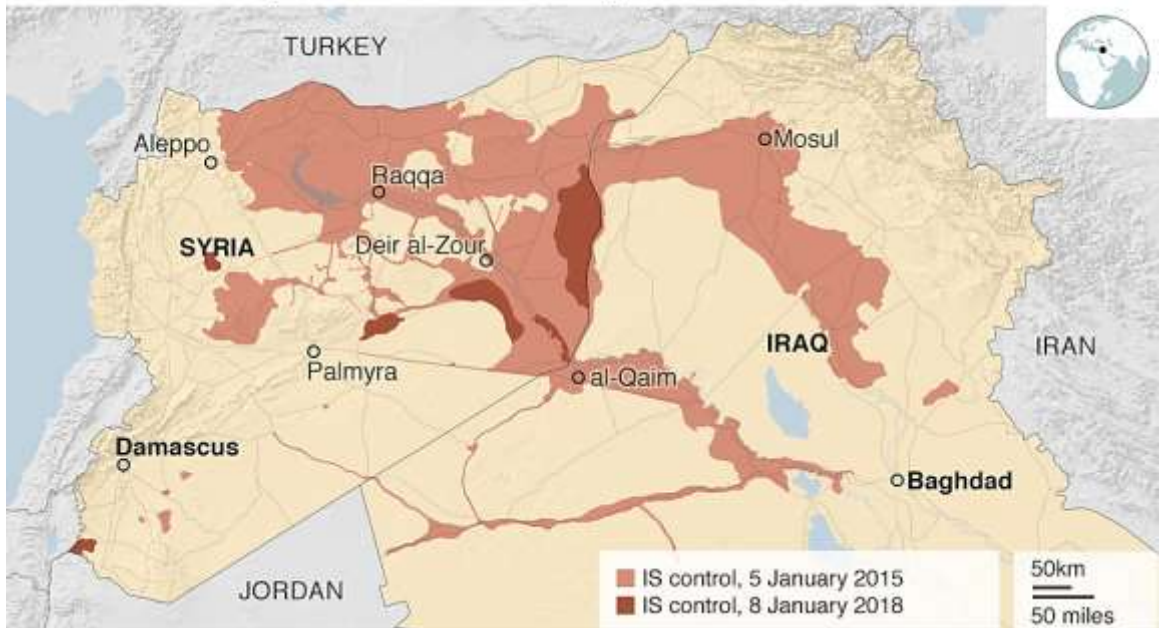 TURKEY
Aleppo
Mosul
Raqqa
SYRIA
Deir al-Zour
IRAQ
IRAN
Palmyra
al-Qaim
Damascus
Baghdad
JORDAN
IS control, 5 January 2015
IS control, 8 January 2018
50km
50 miles